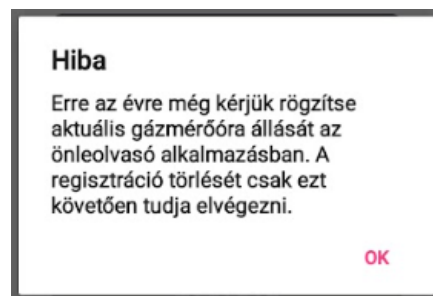 Hiba
Erre az évre még kérjük rögzítse
aktuális gázmérőóra állását az
önleolvasó alkalmazásban. A
regisztráció törlését csak ezt
követően tudja elvégezni.
OK